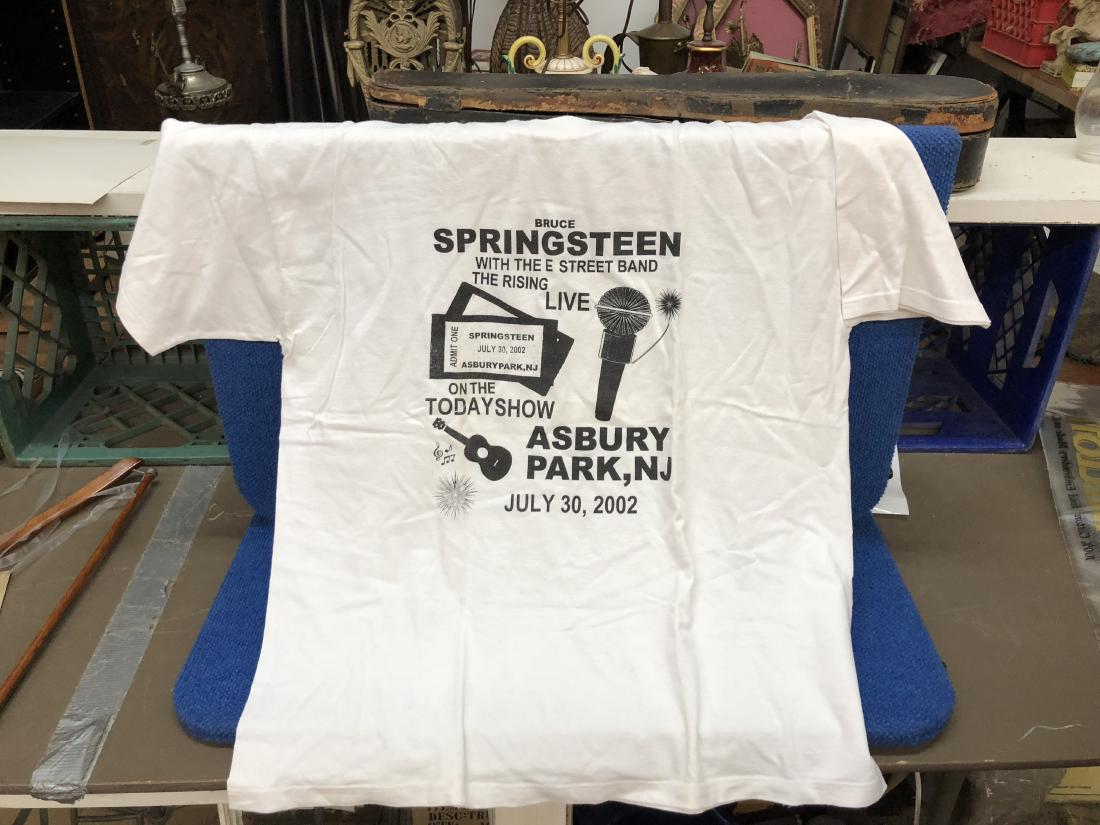 BRUCE
SPRINGSTEEN
WITH THE E STREET BAND
THE RISING
LIVE
ADMIT ONE
SPRINGSTEEN
JULY 30, 2002
ASBURYPARK,NJ
ON THE
TODAYSHOW
ASBURY
PARK,NJ
JULY 30, 2002